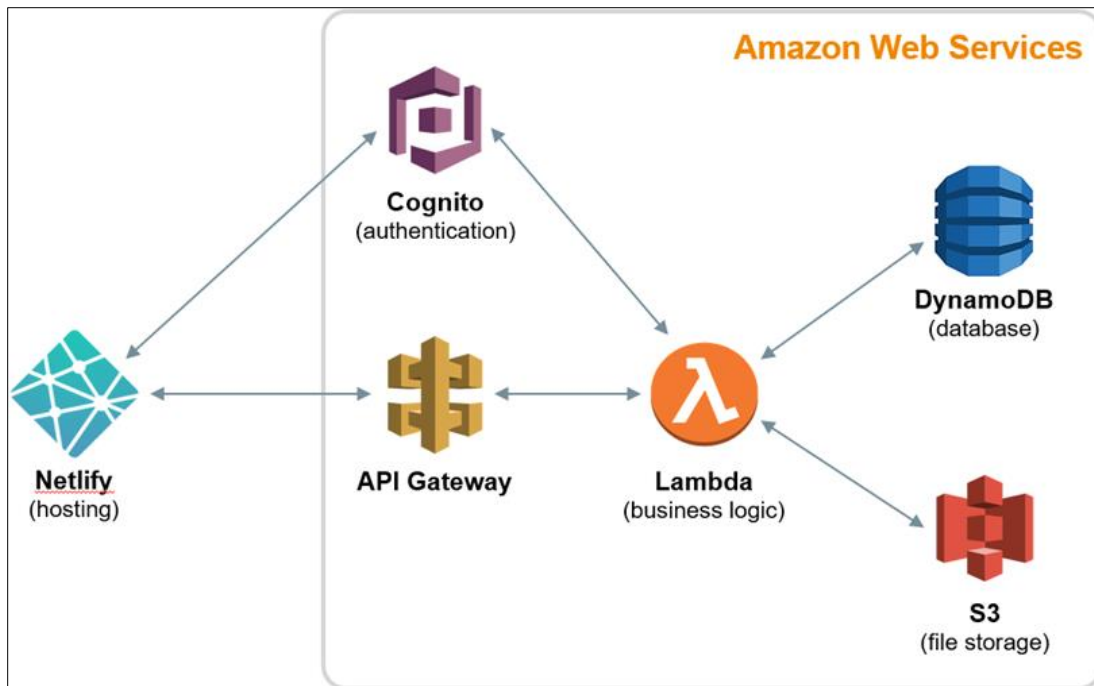 Amazon Web Services
Cognito
(authentication)
DynamoDB
(database)
Netlify
(hosting)
API Gateway
Lambda
(business logic)
S3
(file storage)